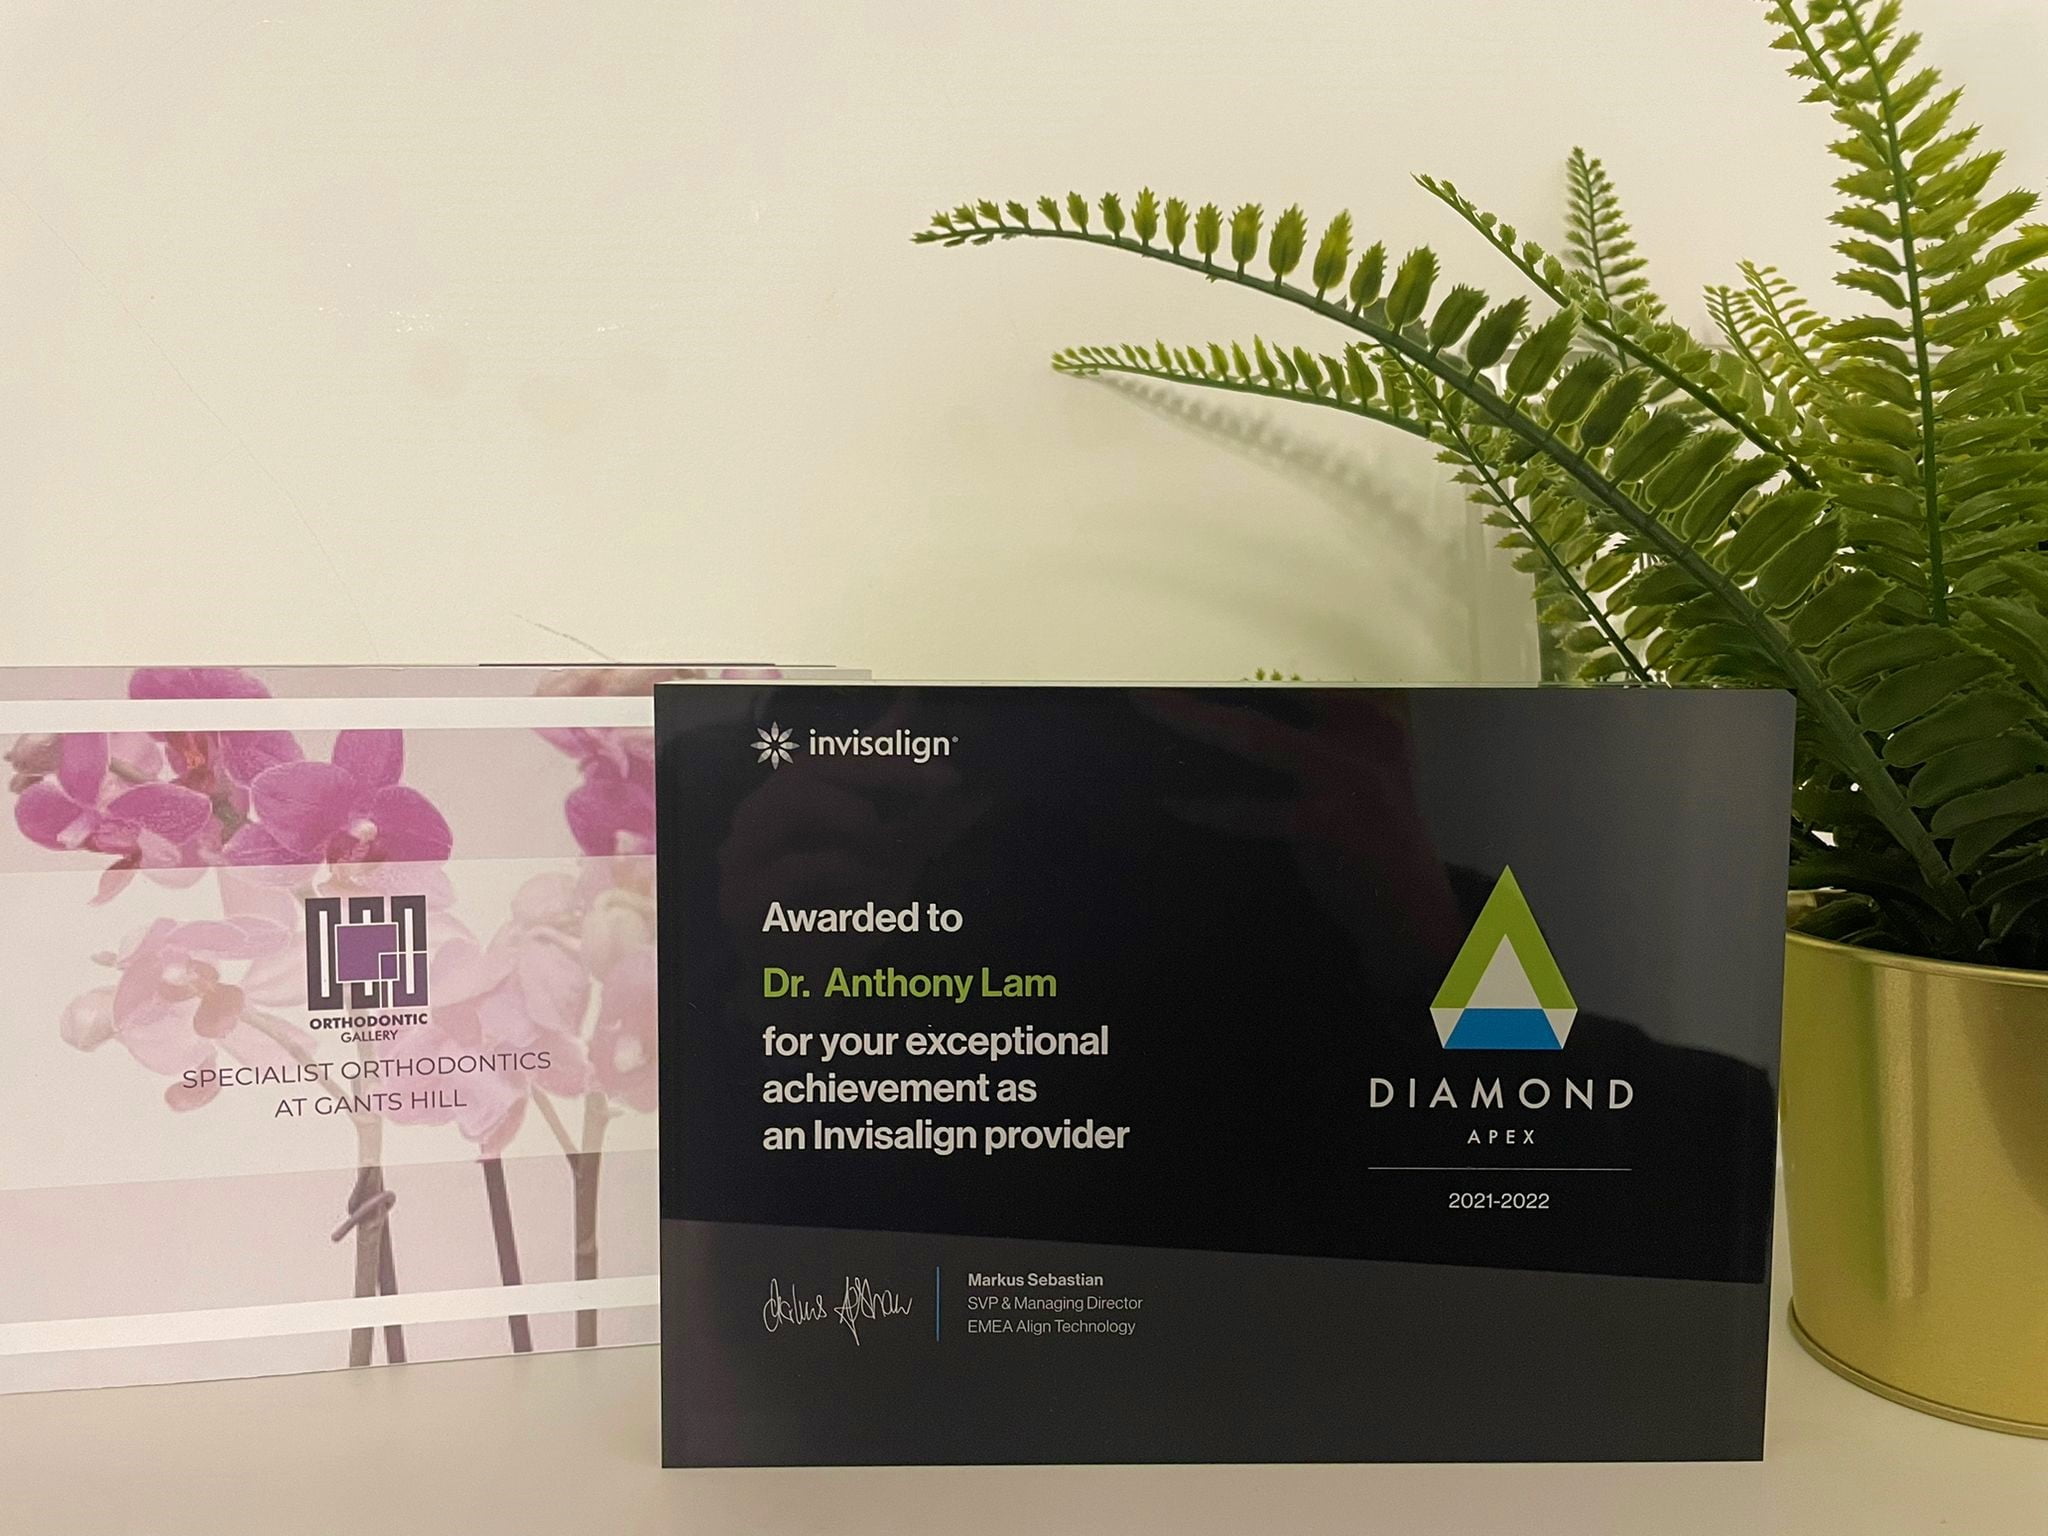 ORTHODONTIC
GALLERY
SPECIALIST ORTHODONTICS
AT GANTS HILL
invisalign®
Awarded to
Dr. Anthony Lam
for your exceptional
achievement as
an Invisalign provider
DIAMOND
APEX
2021-2022
Markus Sebastian
SVP & Managing Director
EMEA Align Technology